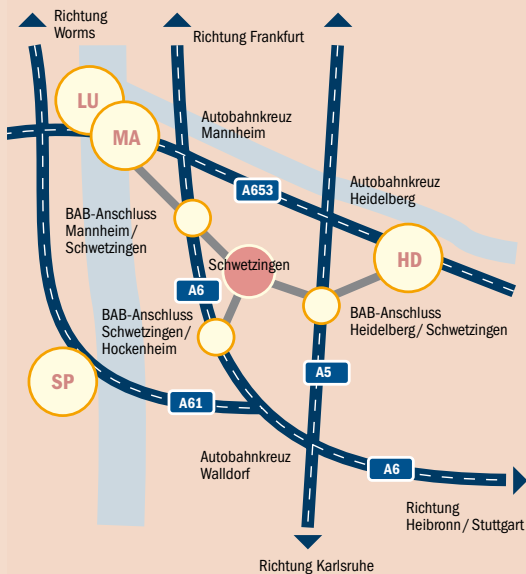 Richtung
Worms
Richtung Frankfurt
LU
MA
Autobahnkreuz
Mannheim
A653
Autobahnkreuz
Heidelberg
BAB-Anschluss
Mannheim/
Schwetzingen
Schwetzingen
HD
A6
BAB-Anschluss
Schwetzingen/
Hockenheim
BAB-Anschluss
Heidelberg/Schwetzingen
SP
A5
A61
Autobahnkreuz
Walldorf
A6
Richtung
Heibronn/Stuttgart
Richtung Karlsruhe